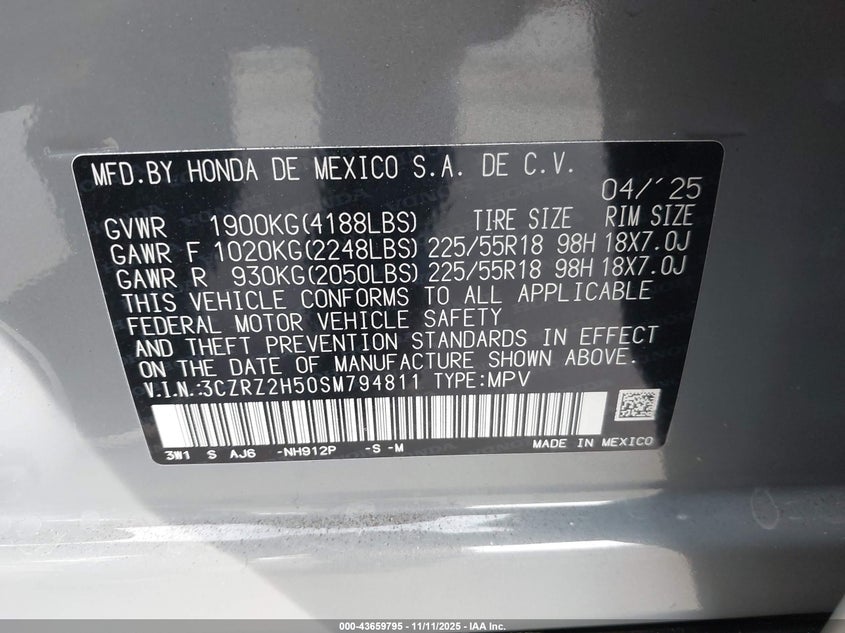 MFD.BY HONDA DE MEXICO S.A. DE C.V.
04/'25
GVWR 1900KG(4188LBS) TIRE SIZE RIM SIZE
GAWR F 1020KG(2248LBS) 225/55R18 98H 18X7.0J
GAWR R 930KG(2050LBS) 225/55R18 98H 18X7.0J
THIS VEHICLE CONFORMS TO ALL APPLICABLE
FEDERAL MOTOR VEHICLE SAFETY
AND THEFT PREVENTION STANDARDS IN EFFECT
ON THE DATE OF MANUFACTURE SHOWN ABOVE.
V.I.N.:3CZRZ2H50SM794811 TYPE:MPV
3W1 S AJ6 -NH912P -S -M MADE IN MEXICO
000-43659795 - 11/11/2025 - IAA Inc.